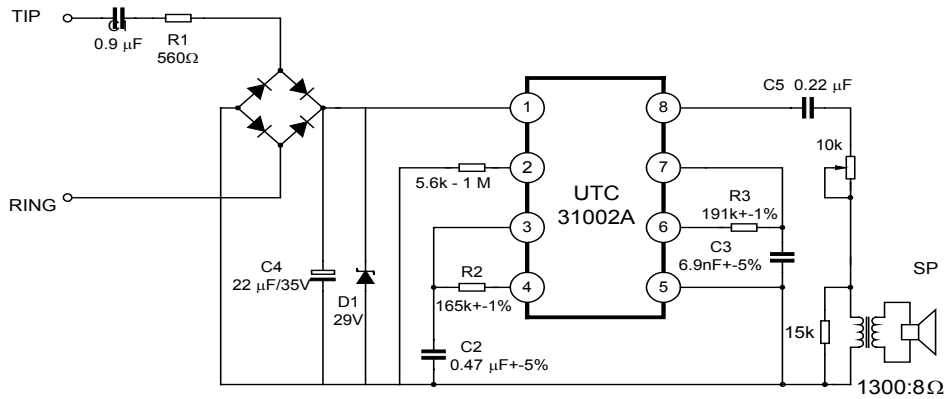 TIP
C1
0.9 µF
R1
560Ω
RING
C4
22 µF/35V
D1
29V
5.6k - 1 M
R2
165k+-1%
C2
0.47 µF+-5%
1
2
3
4
UTC
31002A
8
7
6
5
R3
191k+-1%
C3
6.9nF+-5%
C5 0.22 µF
10k
15k
SP
1300:8Ω